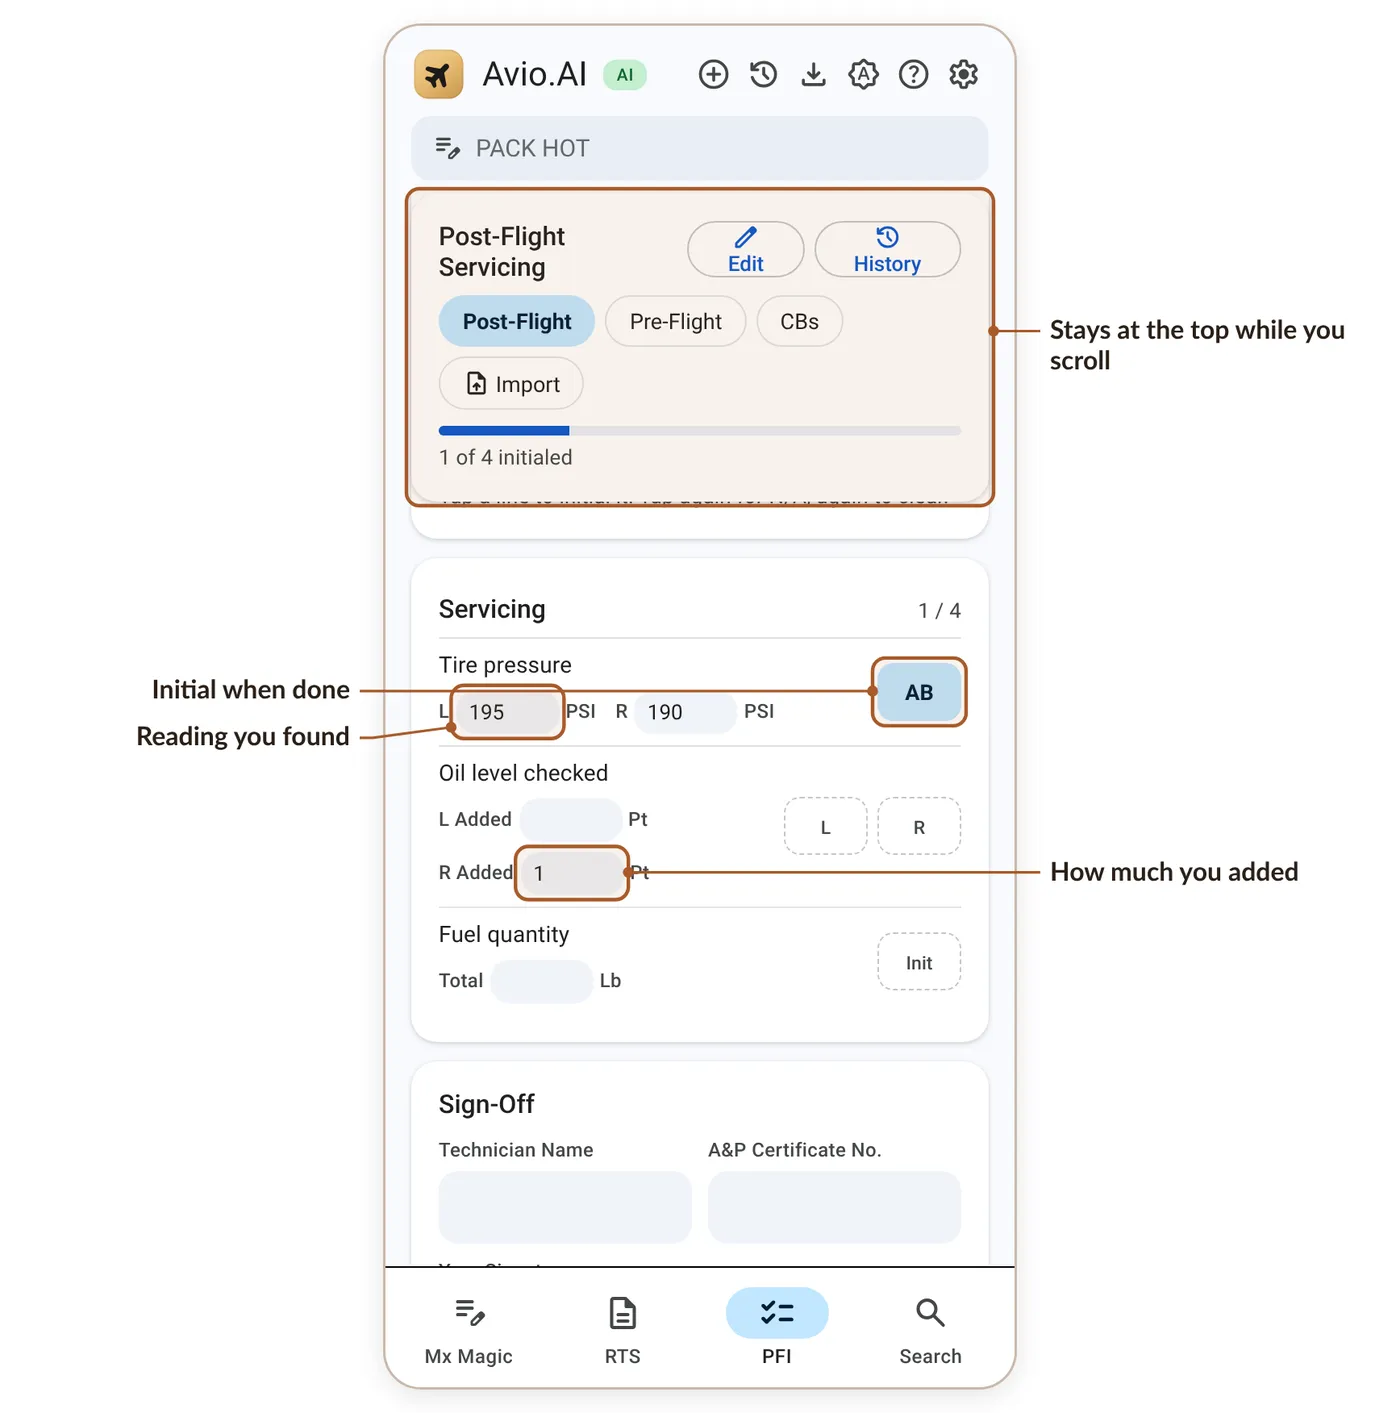 Avio.AI AI
PACK HOT
Post-Flight
Servicing
Edit
History
Post-Flight
Pre-Flight
CBs
Import
1 of 4 initialed
Stays at the top while you
scroll
Servicing
1 / 4
Tire pressure
L 195 PSI R 190 PSI
AB
Initial when done
Reading you found
Oil level checked
L Added Pt
L
R
R Added 1 Pt
How much you added
Fuel quantity
Total Lb
Init
Sign-Off
Technician Name
A&P Certificate No.
Mx Magic
RTS
PFI
Search